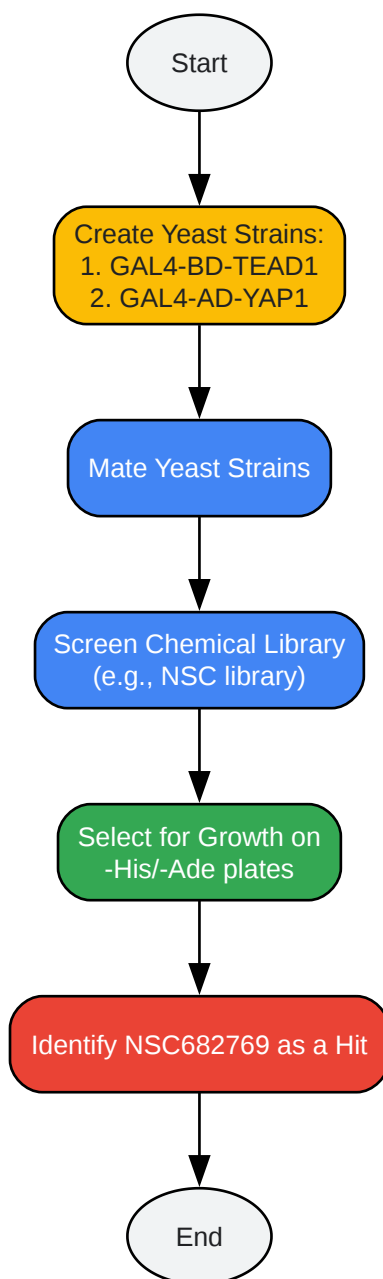 Start
Create Yeast Strains:
1. GAL4-BD-TEAD1
2. GAL4-AD-YAP1
Mate Yeast Strains
Screen Chemical Library
(e.g., NSC library)
Select for Growth on
-His/-Ade plates
Identify NSC682769 as a Hit
End